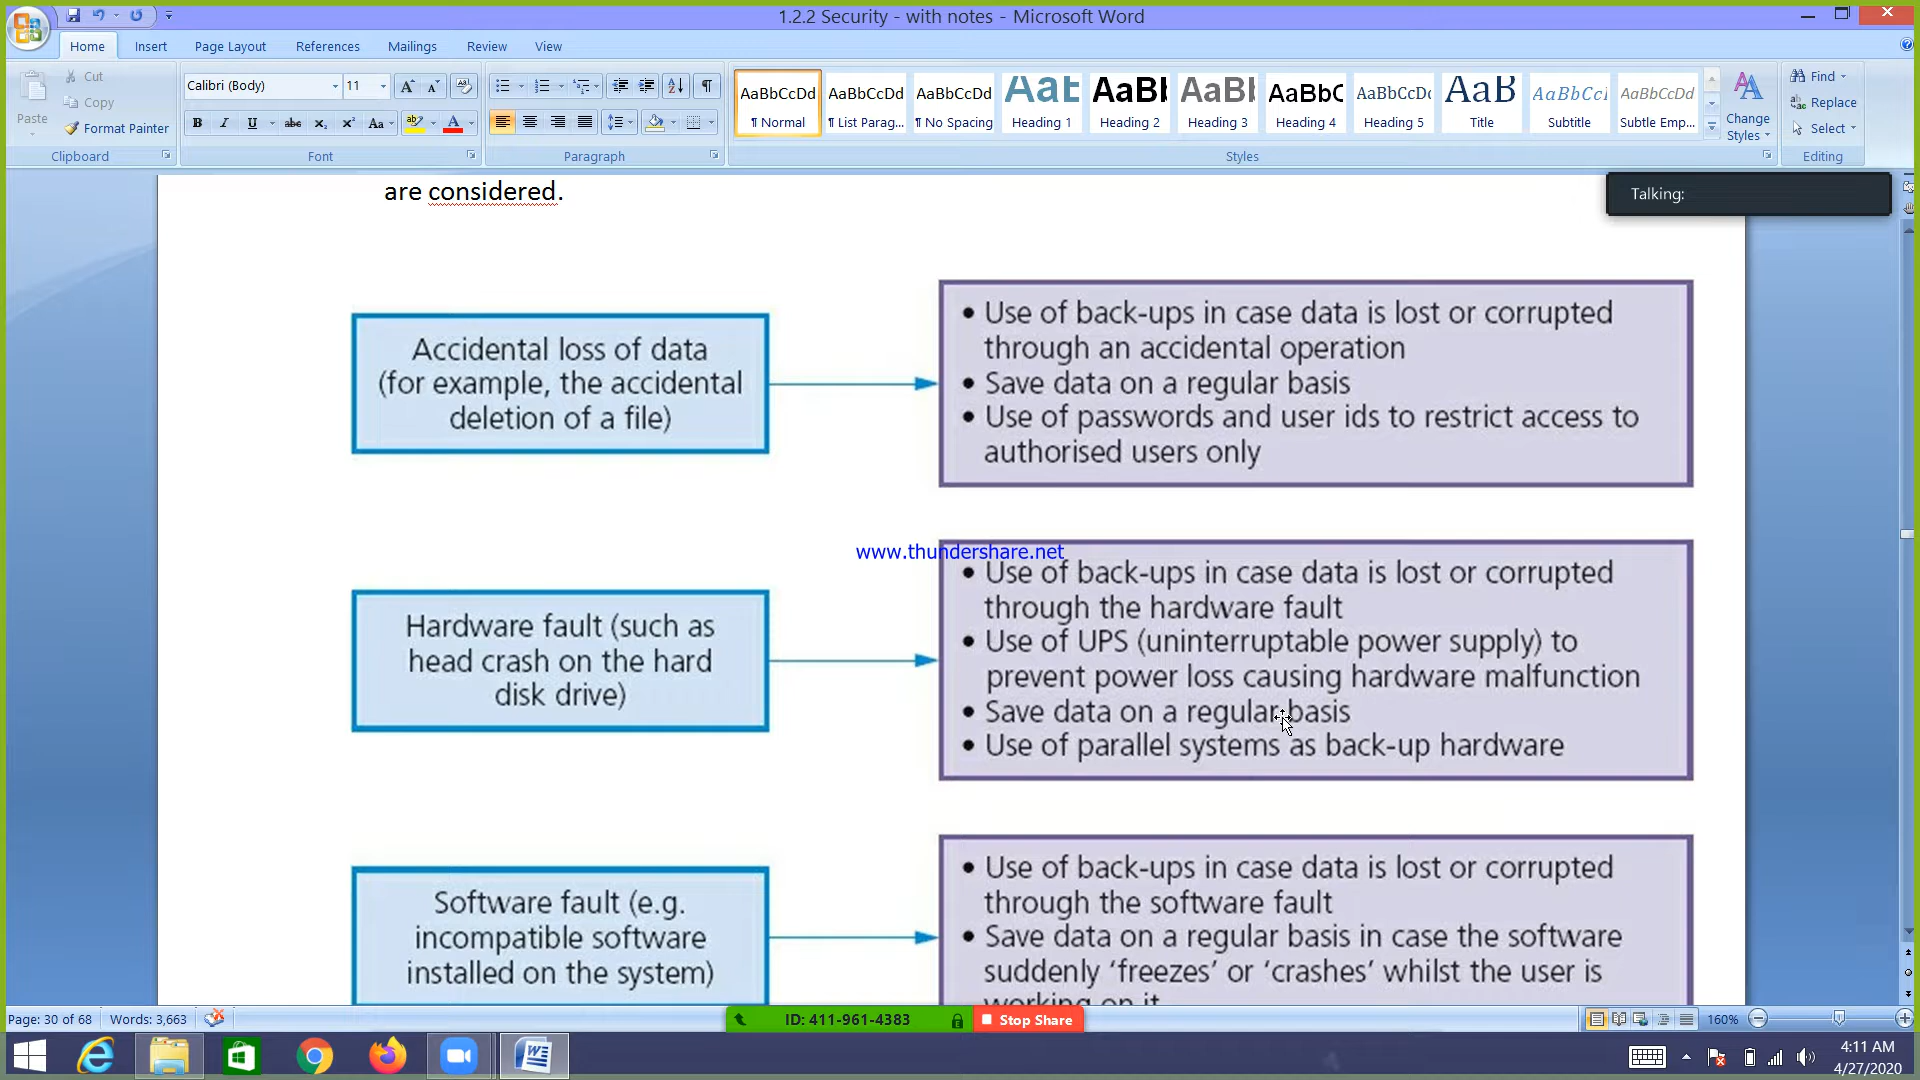 1.2.2 Security - with notes - Microsoft Word
Home Insert Page Layout References Mailings Review View
Paste
Cut
Copy
Format Painter
Clipboard
Calibri (Body) 11
Font
Paragraph
AaBbCcDd AaBbCcDd AaBbCcDd AaB AaBb AaBb AaBbC AaBbCcDc AaB AaBbCcI AaBbCcDd
¶ Normal ¶ List Parag... ¶ No Spacing Heading 1 Heading 2 Heading 3 Heading 4 Heading 5 Title Subtitle Subtle Emp...
Change
Styles
Styles
Find
Replace
Select
Editing
Talking:
are considered.
Accidental loss of data
(for example, the accidental
deletion of a file)
• Use of back-ups in case data is lost or corrupted
through an accidental operation
• Save data on a regular basis
• Use of passwords and user ids to restrict access to
authorised users only
www.thundershare.net
Hardware fault (such as
head crash on the hard
disk drive)
• Use of back-ups in case data is lost or corrupted
through the hardware fault
• Use of UPS (uninterruptable power supply) to
prevent power loss causing hardware malfunction
• Save data on a regular basis
• Use of parallel systems as back-up hardware
Software fault (e.g.
incompatible software
installed on the system)
• Use of back-ups in case data is lost or corrupted
through the software fault
• Save data on a regular basis in case the software
suddenly ‘freezes’ or ‘crashes’ whilst the user is
working on it
Page: 30 of 68 Words: 3,663
ID: 411-961-4383 Stop Share
160%
4:11 AM
4/27/2020